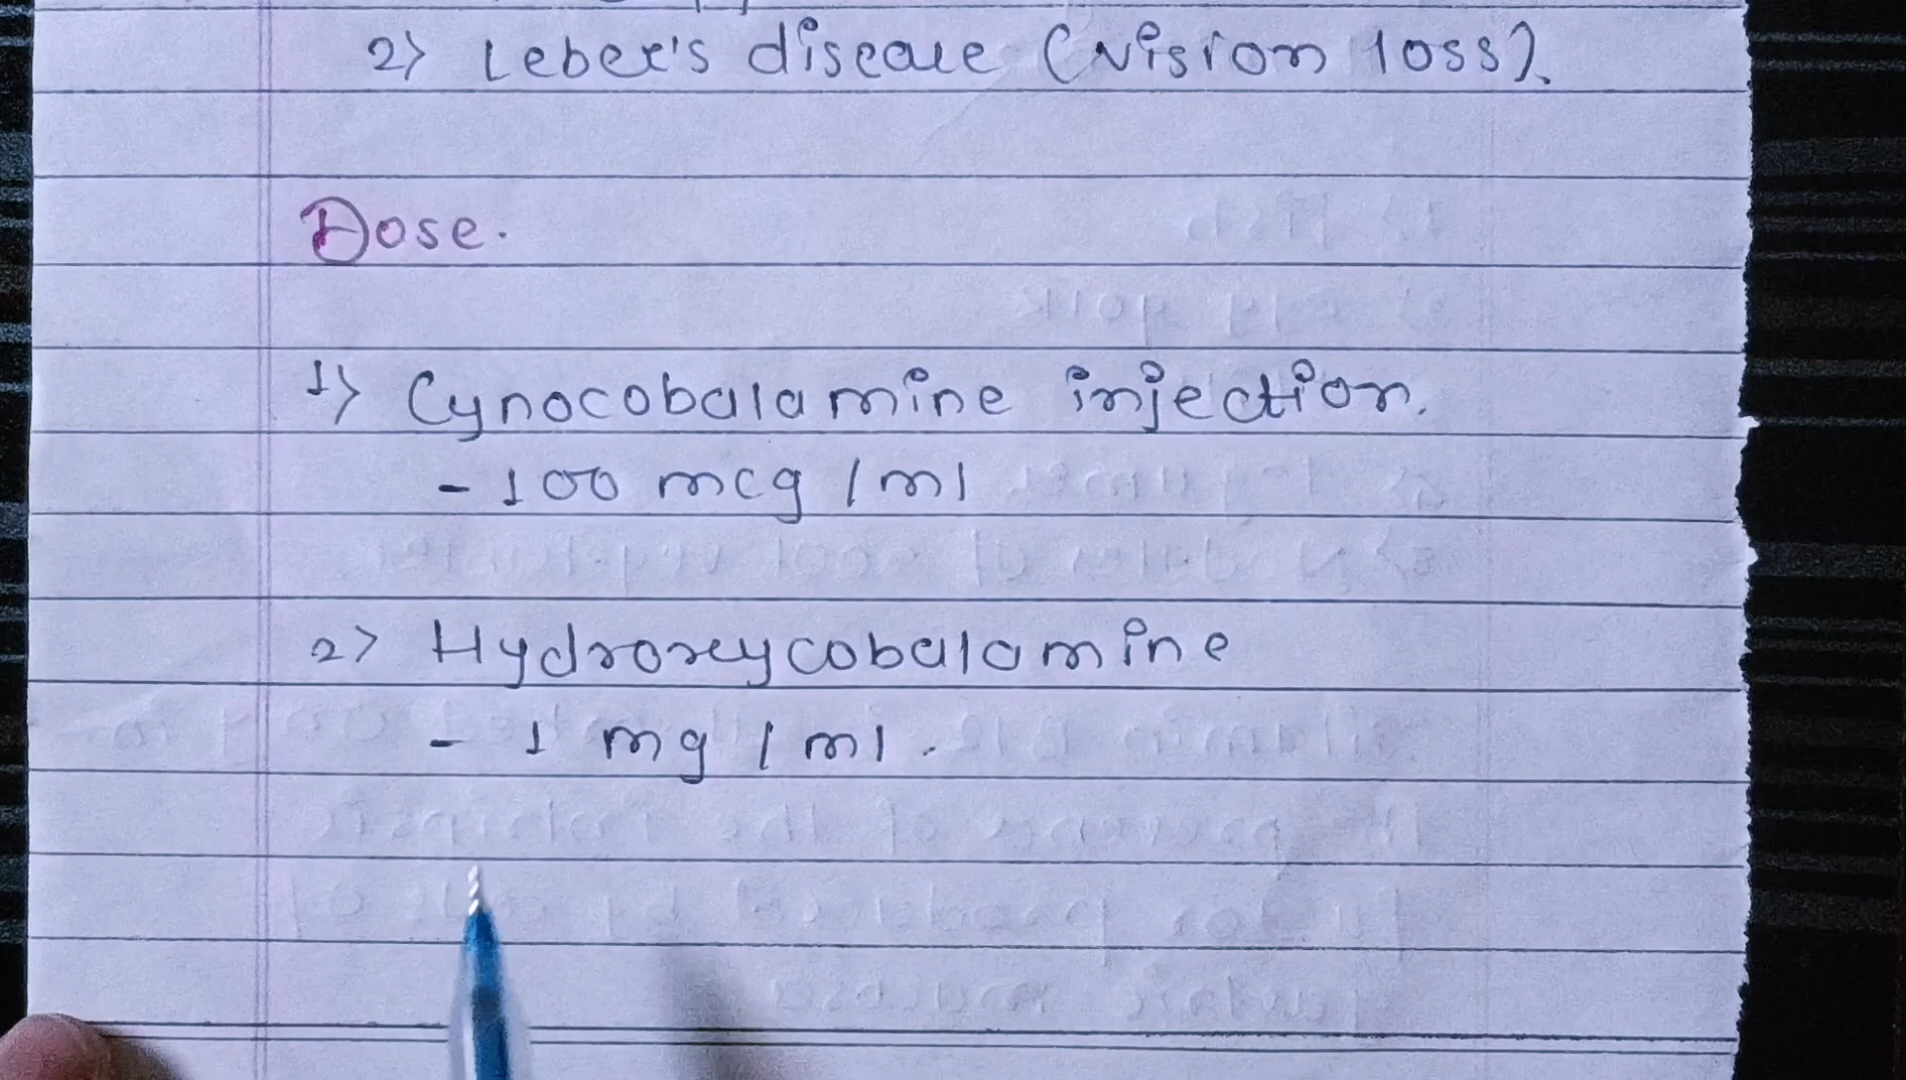 2> Leber's disease (Vision loss).
Dose.
1> Cynocobalamine injection.
- 100 mcg / ml
2> Hydroxycobalamine
- 1 mg / ml.